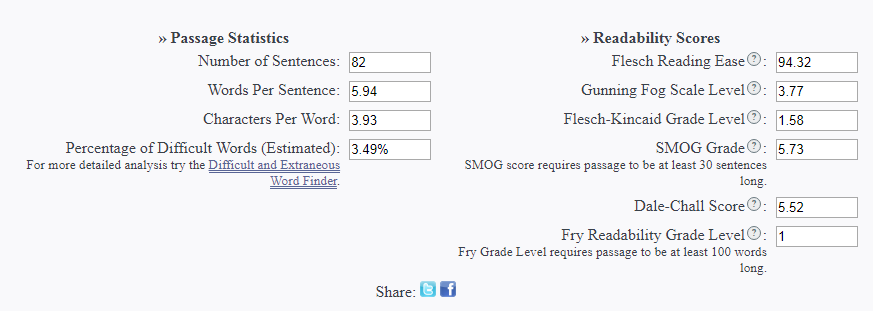 » Passage Statistics
Number of Sentences: 82
Words Per Sentence: 5.94
Characters Per Word: 3.93
Percentage of Difficult Words (Estimated): 3.49%
For more detailed analysis try the Difficult and Extraneous
Word Finder.
» Readability Scores
Flesch Reading Ease?: 94.32
Gunning Fog Scale Level?: 3.77
Flesch-Kincaid Grade Level?: 1.58
SMOG Grade?: 5.73
SMOG score requires passage to be at least 30 sentences
long.
Dale-Chall Score?: 5.52
Fry Readability Grade Level?: 1
Fry Grade Level requires passage to be at least 100 words
long.
Share: